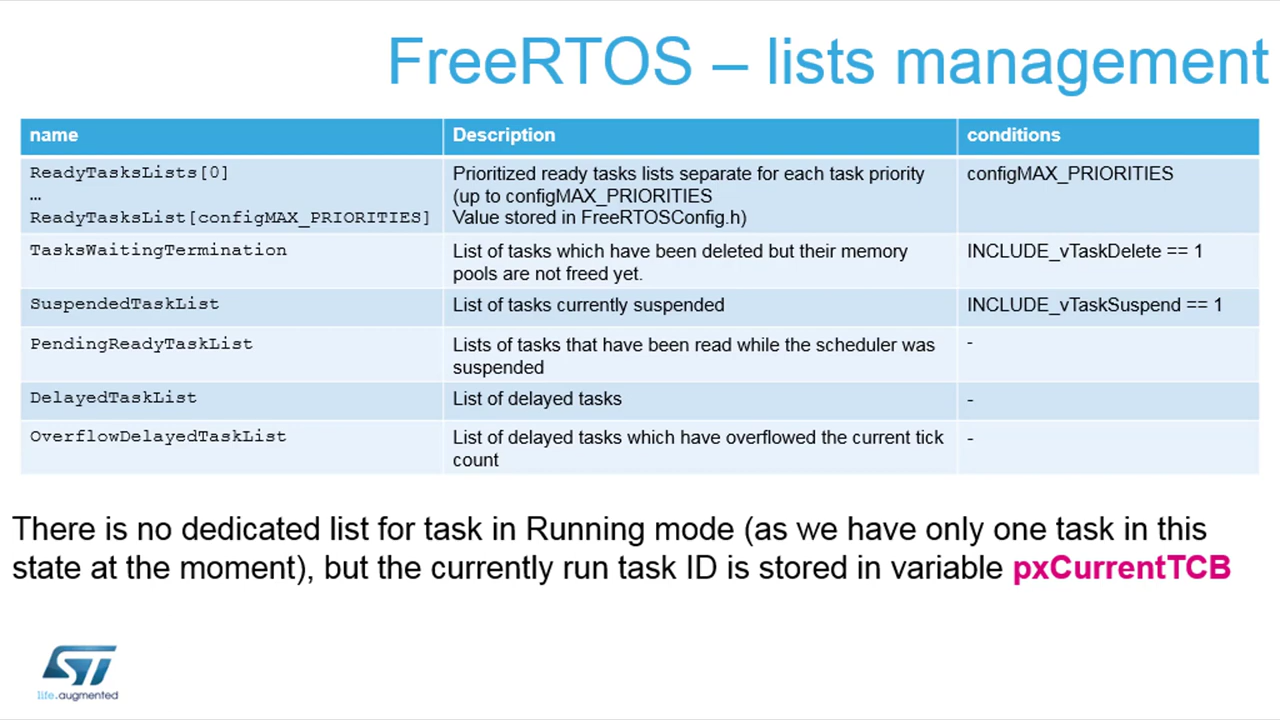 FreeRTOS – lists management
name Description conditions
ReadyTasksLists[0]
…
ReadyTasksList[configMAX_PRIORITIES]
Prioritized ready tasks lists separate for each task priority
(up to configMAX_PRIORITIES
Value stored in FreeRTOSConfig.h)
configMAX_PRIORITIES
TasksWaitingTermination
List of tasks which have been deleted but their memory
pools are not freed yet.
INCLUDE_vTaskDelete == 1
SuspendedTaskList
List of tasks currently suspended
INCLUDE_vTaskSuspend == 1
PendingReadyTaskList
Lists of tasks that have been read while the scheduler was
suspended
-
DelayedTaskList
List of delayed tasks
-
OverflowDelayedTaskList
List of delayed tasks which have overflowed the current tick
count
-
There is no dedicated list for task in Running mode (as we have only one task in this
state at the moment), but the currently run task ID is stored in variable pxCurrentTCB
ST
life.augmented